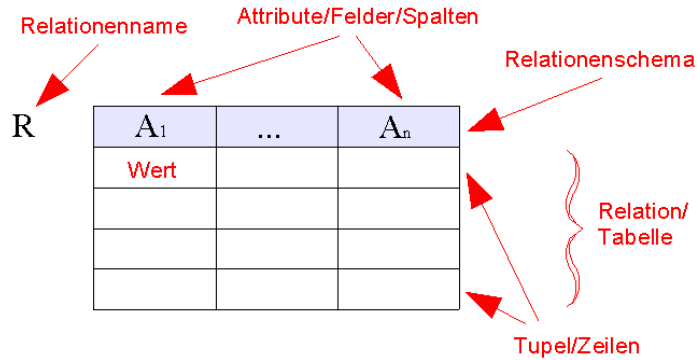 Relationenname
Attribute/Felder/Spalten
Relationenschema
R
A1 ... An
Wert
Relation/
Tabelle
Tupel/Zeilen